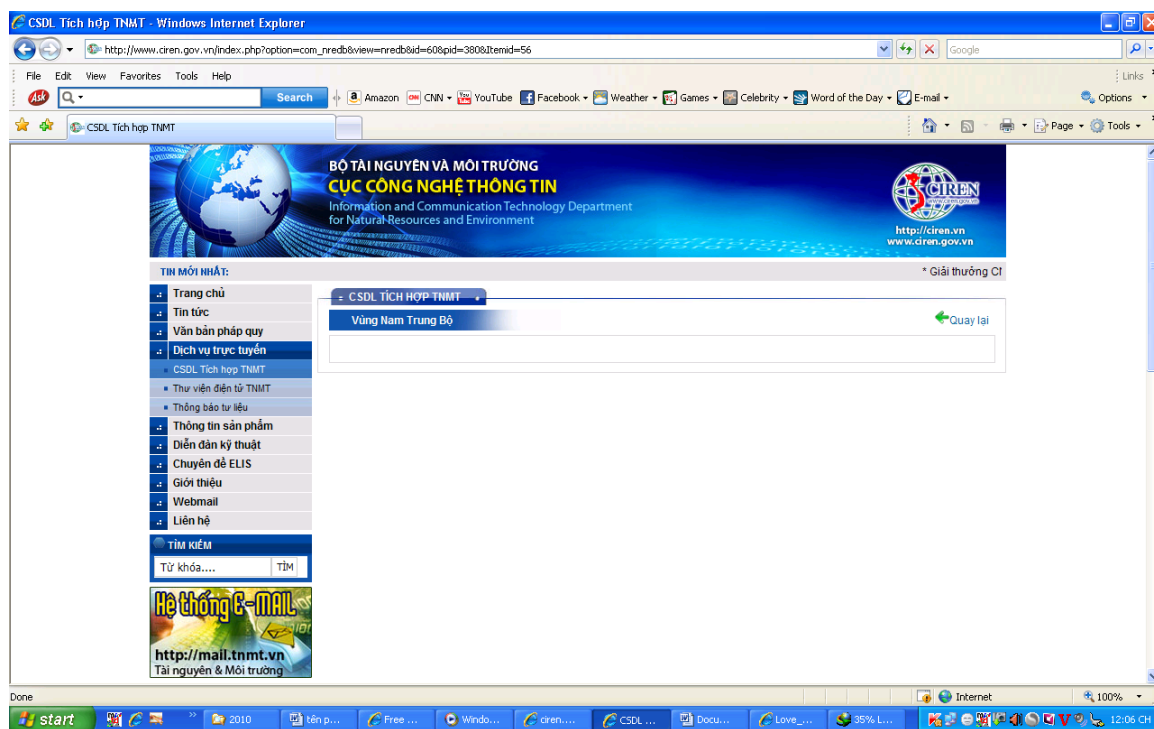 CSDL Tích hợp TNMT - Windows Internet Explorer
http://www.ciren.gov.vn/index.php?option=com_nredb&view=nredb&id=60&pid=380&Itemid=56
Google
File Edit View Favorites Tools Help
Links
Ask
Search
Amazon CNN YouTube Facebook Weather Games Celebrity Word of the Day E-mail
Options
CSDL Tích hợp TNMT
Page Tools
BỘ TÀI NGUYÊN VÀ MÔI TRƯỜNG
CỤC CÔNG NGHỆ THÔNG TIN
Information and Communication Technology Department
for Natural Resources and Environment
CIREN
www.ciren.gov.vn
http://ciren.vn
www.ciren.gov.vn
TIN MỚI NHẤT:
* Giải thưởng CN
Trang chủ
Tin tức
Văn bản pháp quy
Dịch vụ trực tuyến
CSDL Tích hợp TNMT
Thư viện điện tử TNMT
Thông báo tư liệu
Thông tin sản phẩm
Diễn đàn kỹ thuật
Chuyên đề ELIS
Giới thiệu
Webmail
Liên hệ
CSDL TÍCH HỢP TNMT
Vùng Nam Trung Bộ
Quay lại
TÌM KIẾM
Từ khóa....
TÌM
Hệ thống E-MAIL
http://mail.tnmt.vn
Tài nguyên & Môi trường
Done
Internet
100%
start
2010
tên p...
Free ...
Windo...
ciren....
CSDL ...
Docu...
Love_...
35% L...
12:06 CH